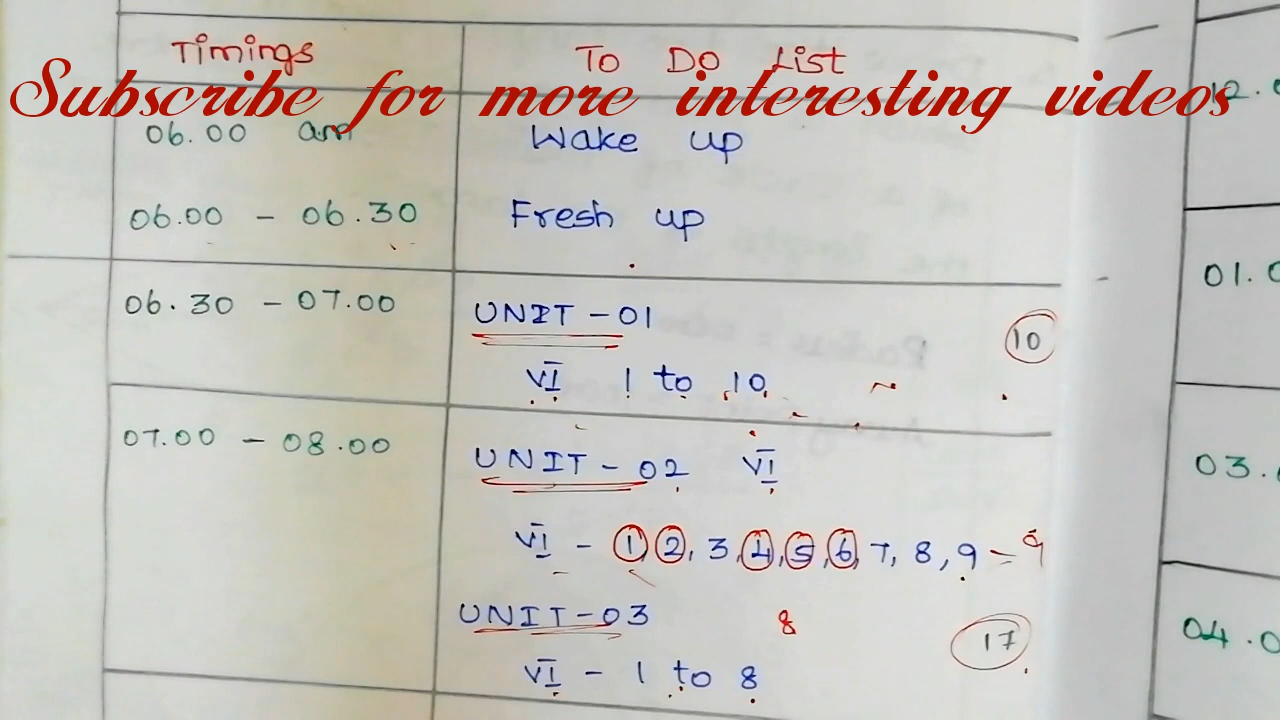 Timings To Do List
Subscribe for more interesting videos
06.00 am Wake up
06.00 - 06.30 Fresh up
06.30 - 07.00 UNIT - 01
10
VI 1 to 10
07.00 - 08.00 UNIT - 02 VI
VI - 1, 2, 3, 4, 5, 6, 7, 8, 9 - 9
UNIT - 03 8
17
VI - 1 to 8
01.0
03.
04.0